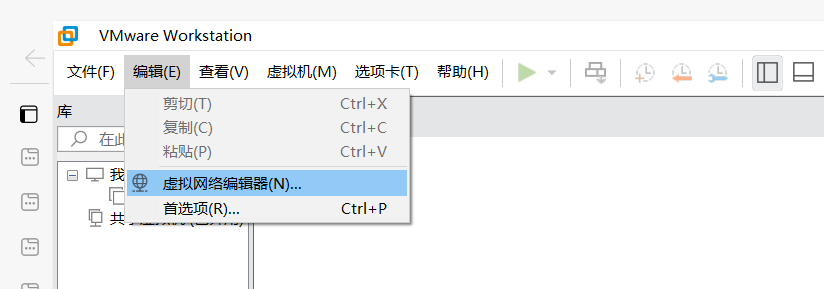 VMware Workstation
文件(F) 编辑(E) 查看(V) 虚拟机(M) 选项卡(T) 帮助(H)
库
剪切(T) Ctrl+X
复制(C) Ctrl+C
粘贴(P) Ctrl+V
在此
我
虚拟网络编辑器(N)...
首选项(R)... Ctrl+P